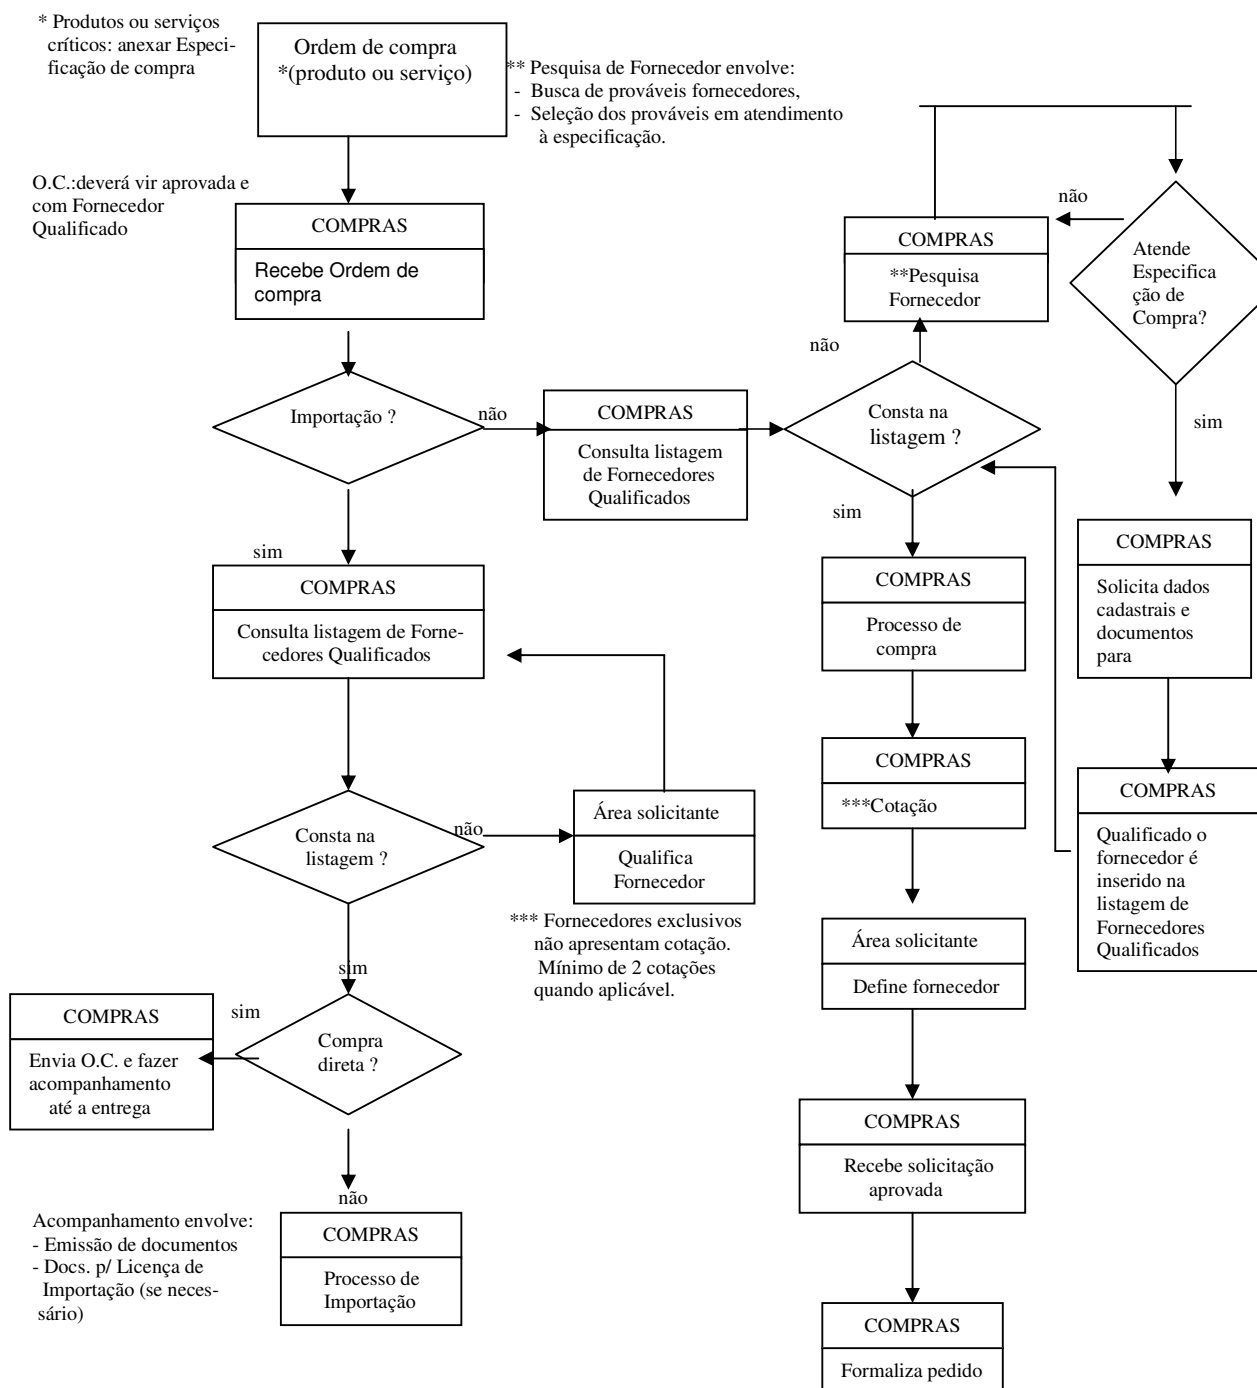 * Produtos ou serviços
críticos: anexar Especi-
ficação de compra
Ordem de compra
*(produto ou serviço)
** Pesquisa de Fornecedor envolve:
- Busca de prováveis fornecedores,
- Seleção dos prováveis em atendimento
à especificação.
O.C.:deverá vir aprovada e
com Fornecedor
Qualificado
COMPRAS
Recebe Ordem de
compra
Importação ?
não
sim
COMPRAS
Consulta listagem
de Fornecedores
Qualificados
Consta na
listagem ?
não
sim
COMPRAS
**Pesquisa
Fornecedor
não
Atende
Especifica
ção de
Compra?
sim
COMPRAS
Solicita dados
cadastrais e
documentos
para
COMPRAS
Qualificado o
fornecedor é
inserido na
listagem de
Fornecedores
Qualificados
COMPRAS
Processo de
compra
COMPRAS
***Cotação
Área solicitante
Define fornecedor
COMPRAS
Recebe solicitação
aprovada
COMPRAS
Formaliza pedido
COMPRAS
Consulta listagem de Forne-
cedores Qualificados
Consta na
listagem ?
não
Área solicitante
Qualifica
Fornecedor
*** Fornecedores exclusivos
não apresentam cotação.
Mínimo de 2 cotações
quando aplicável.
sim
Compra
direta ?
sim
COMPRAS
Envia O.C. e fazer
acompanhamento
até a entrega
não
COMPRAS
Processo de
Importação
Acompanhamento envolve:
- Emissão de documentos
- Docs. p/ Licença de
Importação (se neces-
sário)